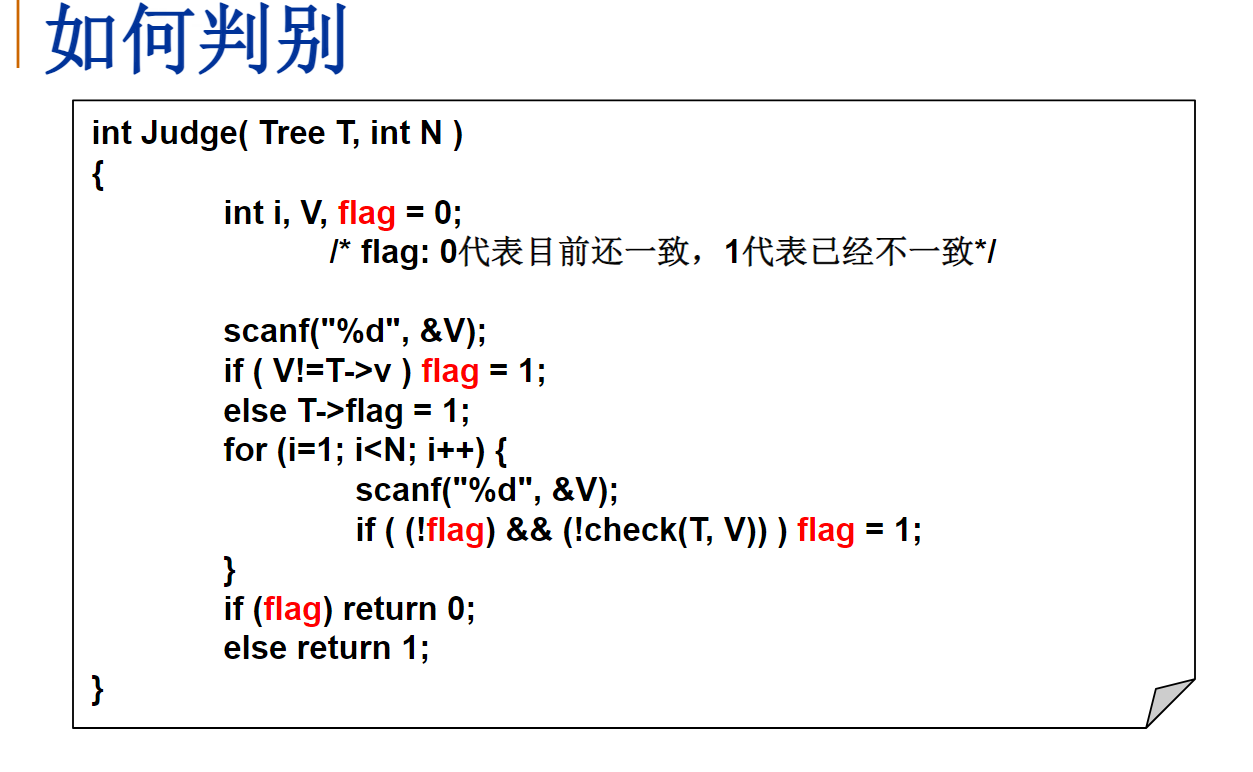 如何判别
int Judge( Tree T, int N )
{
int i, V, flag = 0;
/* flag: 0代表目前还一致，1代表已经不一致*/
scanf("%d", &V);
if ( V!=T->v ) flag = 1;
else T->flag = 1;
for (i=1; i<N; i++) {
scanf("%d", &V);
if ( (!flag) && (!check(T, V)) ) flag = 1;
}
if (flag) return 0;
else return 1;
}